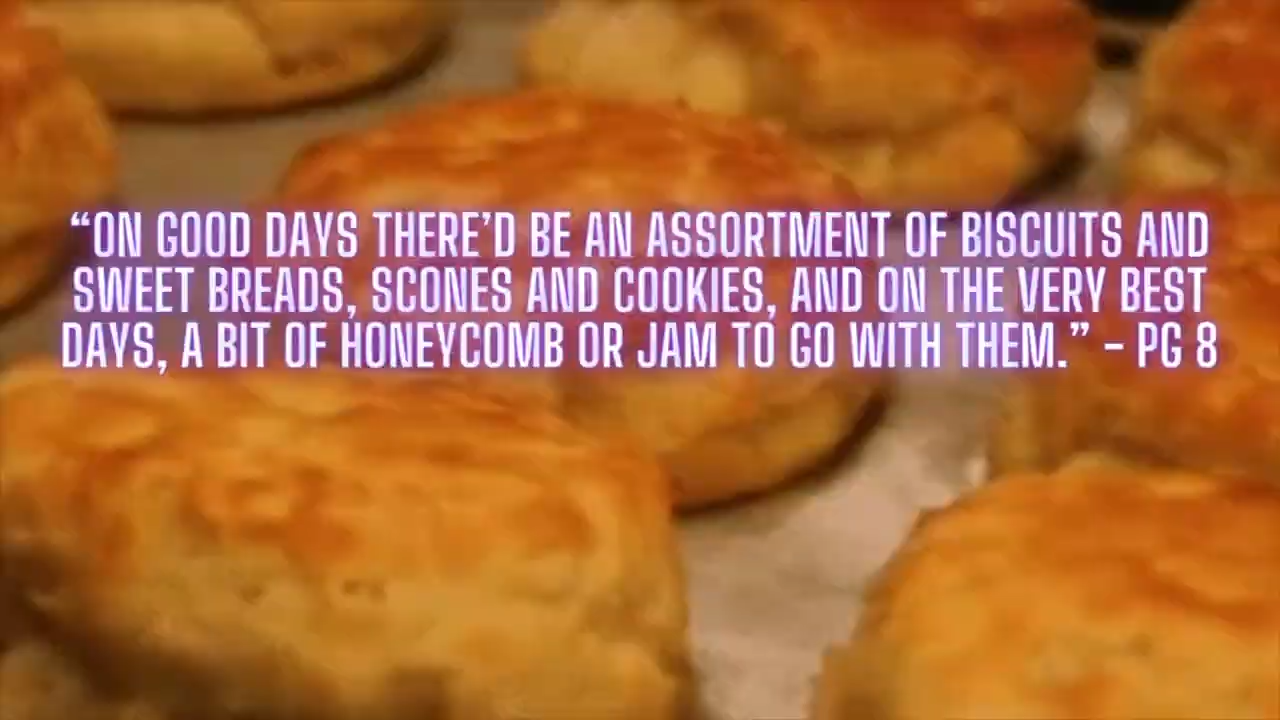 “ON GOOD DAYS THERE’D BE AN ASSORTMENT OF BISCUITS AND
SWEET BREADS, SCONES AND COOKIES, AND ON THE VERY BEST
DAYS, A BIT OF HONEYCOMB OR JAM TO GO WITH THEM.” – PG 8